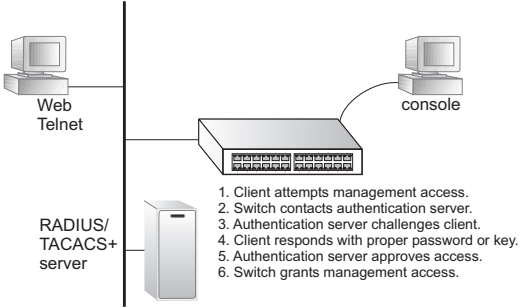 Web
Telnet
console
RADIUS/
TACACS+
server
1. Client attempts management access.
2. Switch contacts authentication server.
3. Authentication server challenges client.
4. Client responds with proper password or key.
5. Authentication server approves access.
6. Switch grants management access.